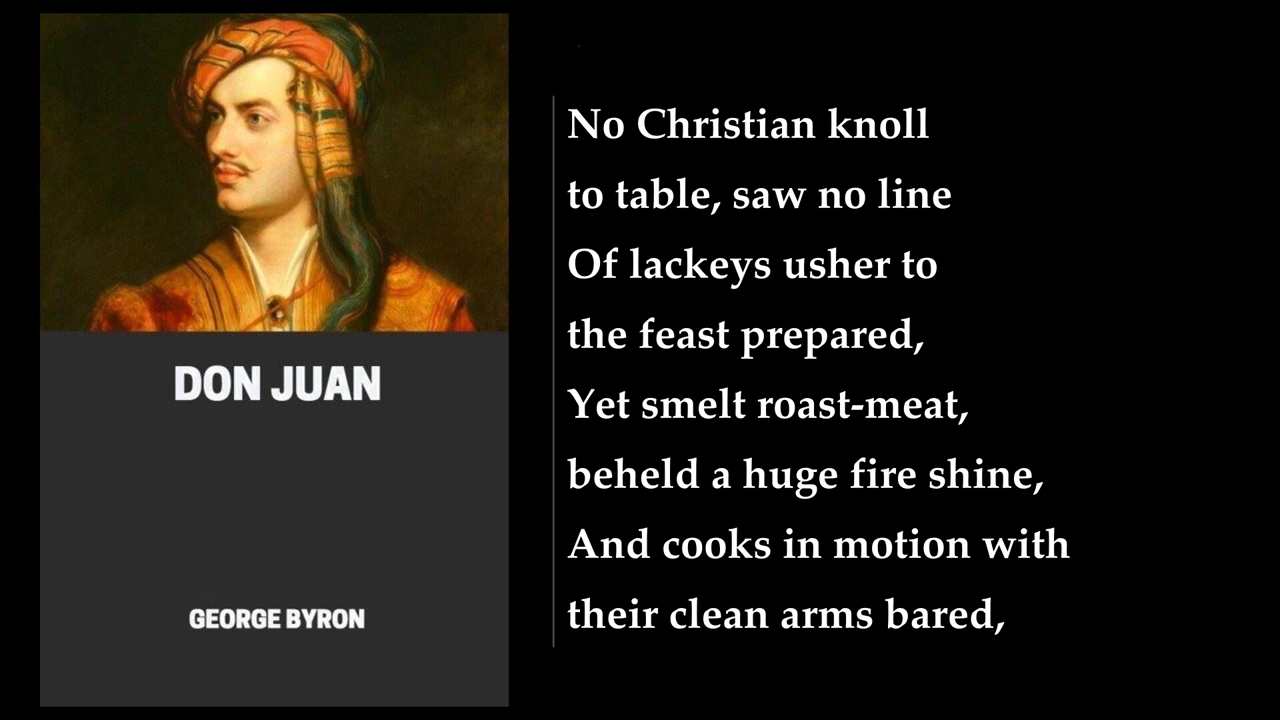 DON JUAN
GEORGE BYRON
No Christian knoll
to table, saw no line
Of lackeys usher to
the feast prepared,
Yet smelt roast-meat,
beheld a huge fire shine,
And cooks in motion with
their clean arms bared,